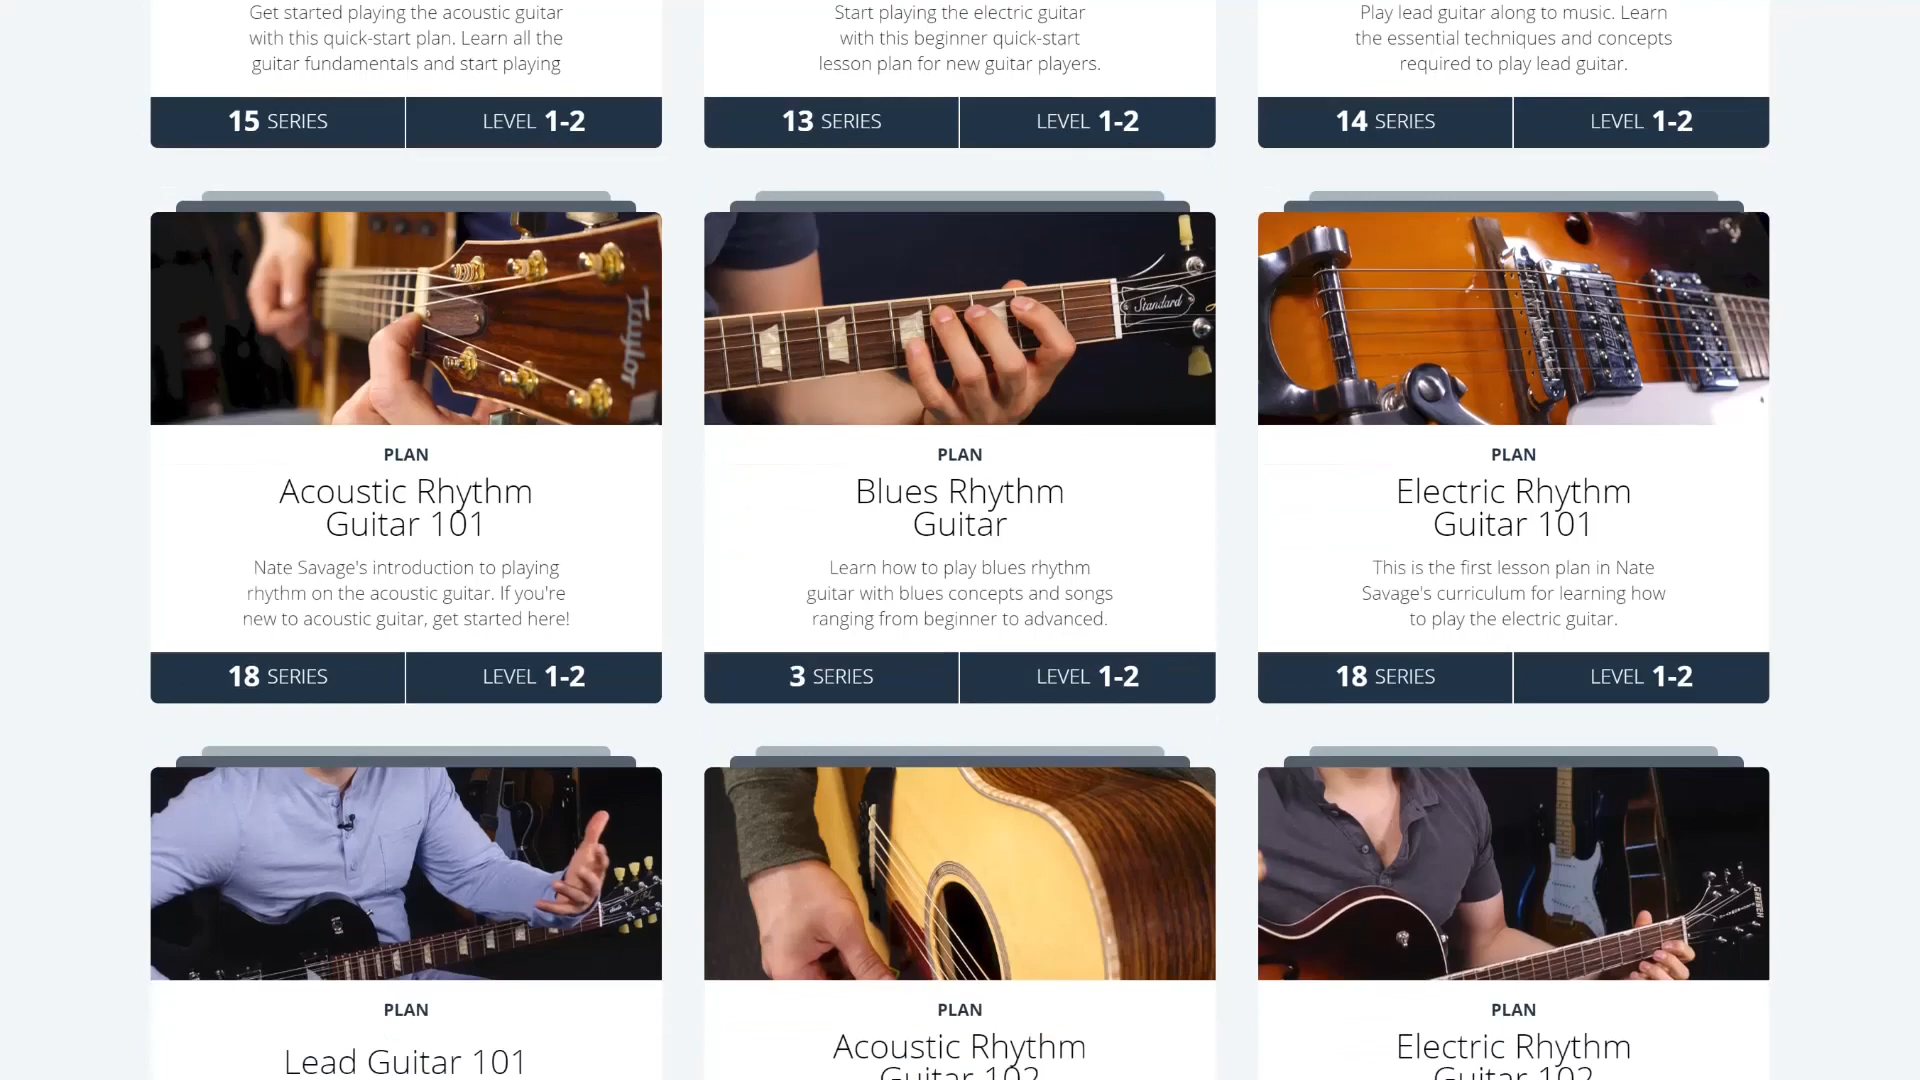 Get started playing the acoustic guitar
with this quick-start plan. Learn all the
guitar fundamentals and start playing
15 SERIES
LEVEL 1-2
Start playing the electric guitar
with this beginner quick-start
lesson plan for new guitar players.
13 SERIES
LEVEL 1-2
Play lead guitar along to music. Learn
the essential techniques and concepts
required to play lead guitar.
14 SERIES
LEVEL 1-2
Taylor
PLAN
Acoustic Rhythm
Guitar 101
Nate Savage's introduction to playing
rhythm on the acoustic guitar. If you're
new to acoustic guitar, get started here!
18 SERIES
LEVEL 1-2
Standard
PLAN
Blues Rhythm
Guitar
Learn how to play blues rhythm
guitar with blues concepts and songs
ranging from beginner to advanced.
3 SERIES
LEVEL 1-2
PLAN
Electric Rhythm
Guitar 101
This is the first lesson plan in Nate
Savage's curriculum for learning how
to play the electric guitar.
18 SERIES
LEVEL 1-2
PLAN
Lead Guitar 101
PLAN
Acoustic Rhythm
Guitar 102
GRETSCH
PLAN
Electric Rhythm
Guitar 102